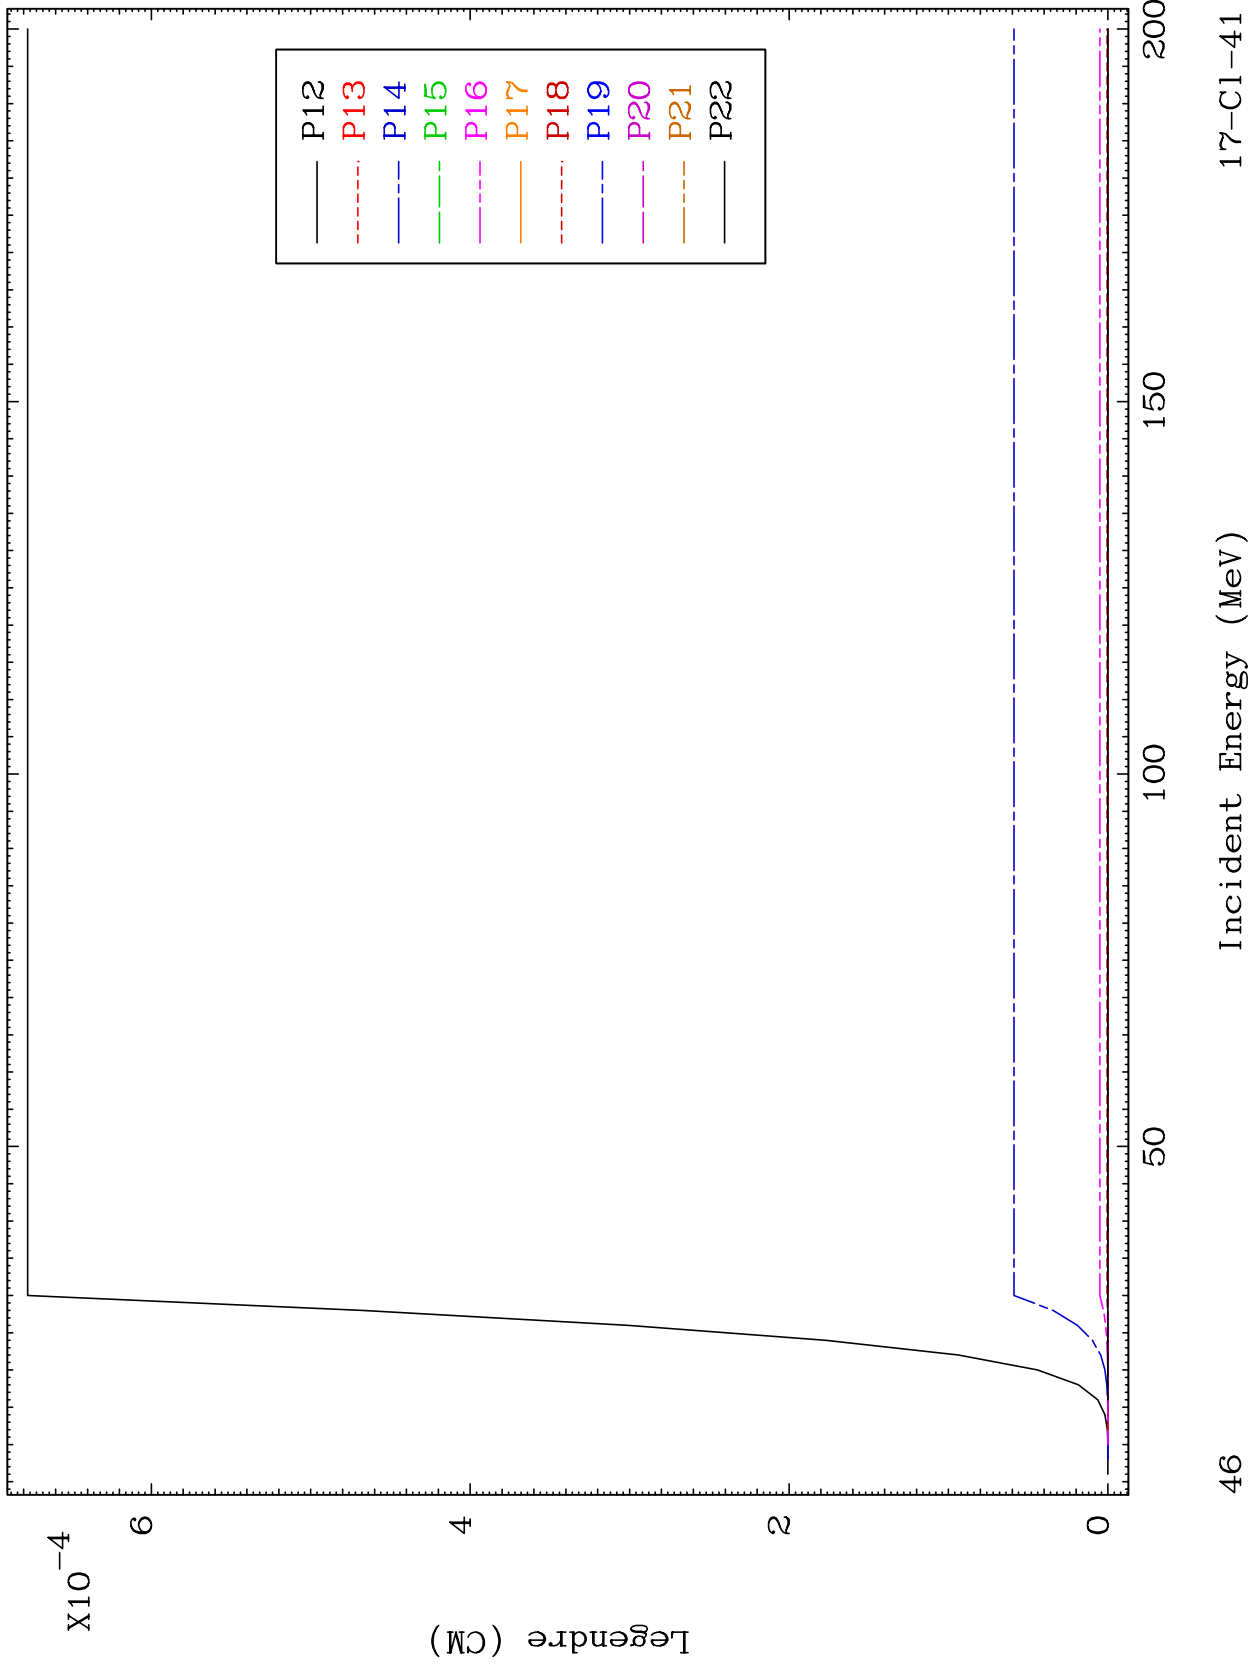 X10
-4
6
4
2
0
Legendre (CM)
P12
P13
P14
P15
P16
P17
P18
P19
P20
P21
P22
50
100
150
200
Incident Energy (MeV)
46
17-Cl-41